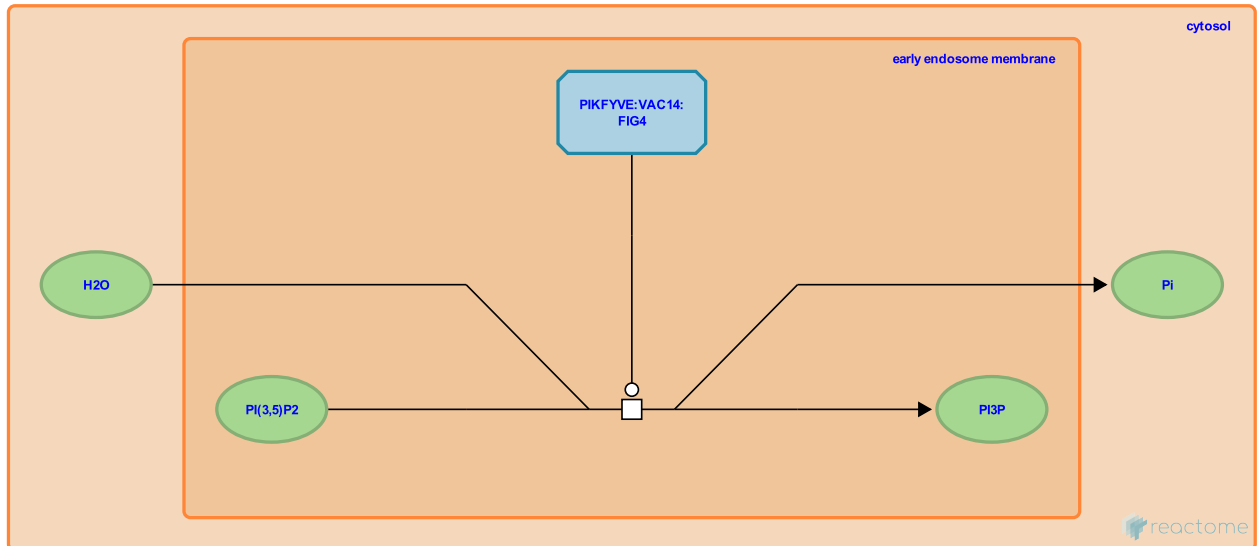 cytosol
early endosome membrane
PIKFYVE:VAC14:
FIG4
H2O
Pi
PI(3,5)P2
PI3P
reactome